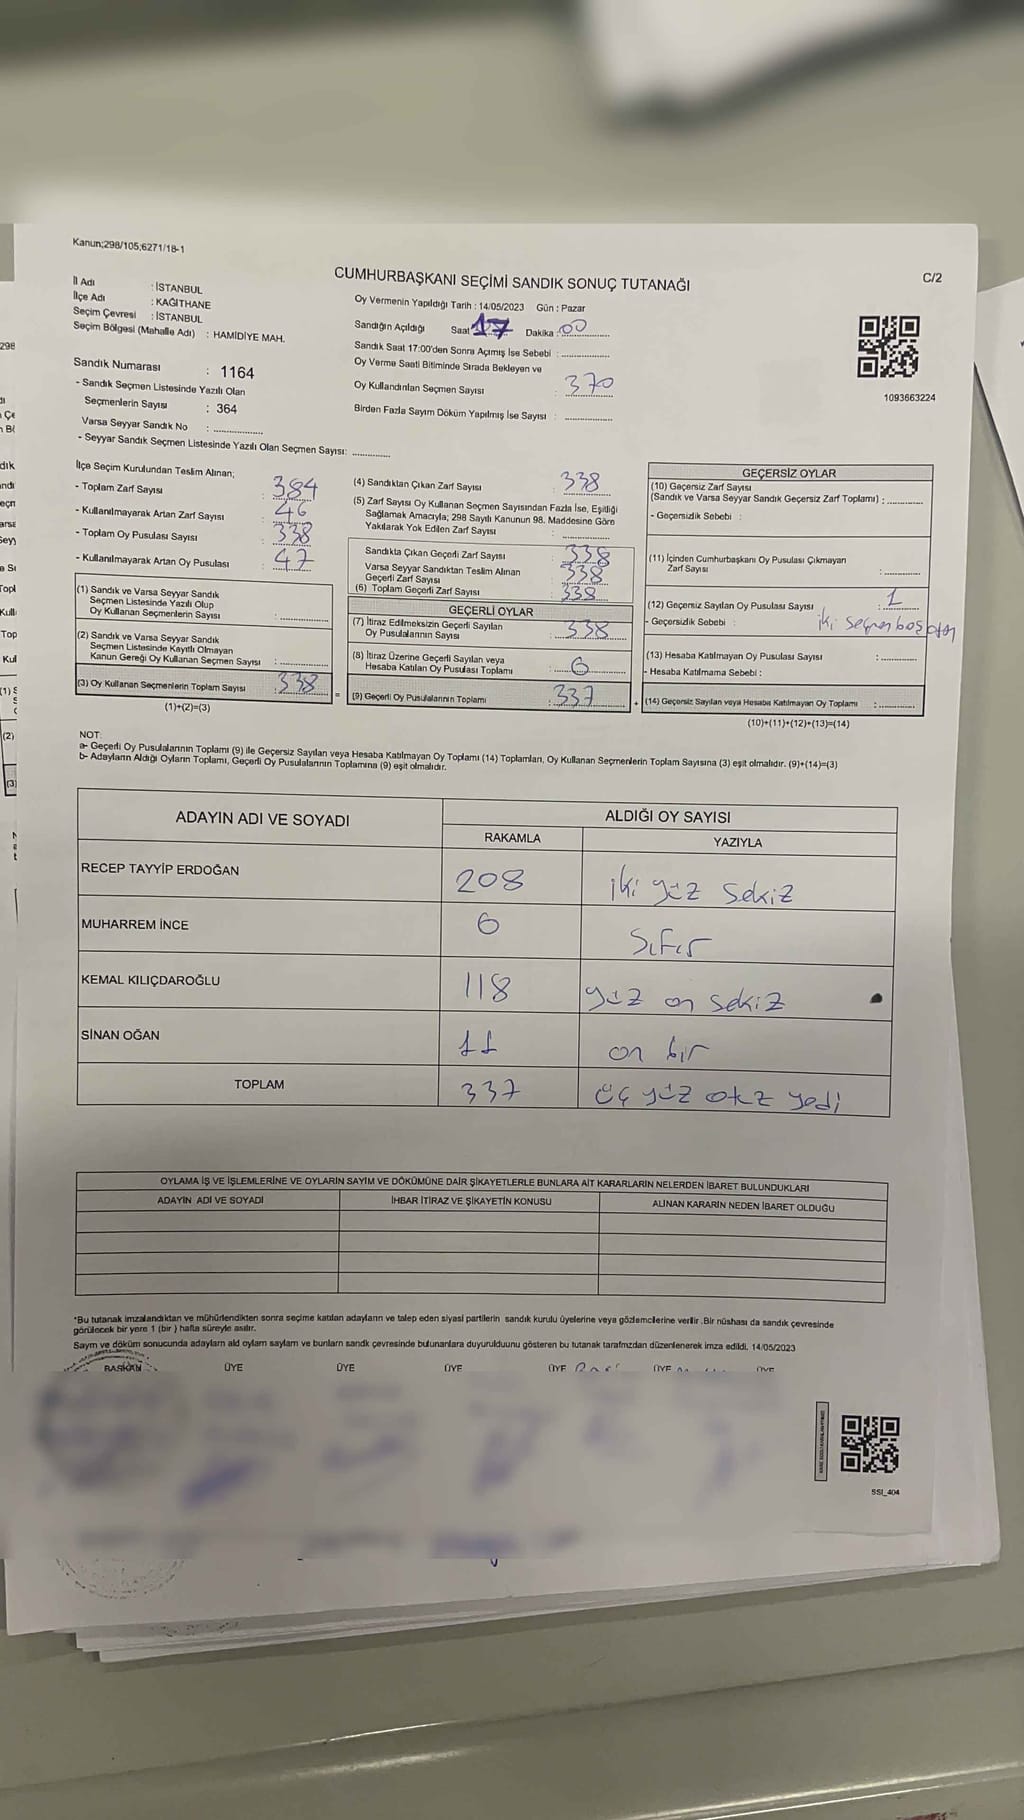 Kanun;298/105;6271/18-1
C/2
CUMHURBAŞKANI SEÇİMİ SANDIK SONUÇ TUTANAĞI
İl Adı : İSTANBUL
İlçe Adı : KAĞITHANE
Seçim Çevresi : İSTANBUL
Seçim Bölgesi (Mahalle Adı) : HAMİDİYE MAH.
Sandık Numarası : 1164
- Sandık Seçmen Listesinde Yazılı Olan
Seçmenlerin Sayısı : 364
Varsa Seyyar Sandık No : ..............
- Seyyar Sandık Seçmen Listesinde Yazılı Olan Seçmen Sayısı: ..............
Oy Vermenin Yapıldığı Tarih : 14/05/2023 Gün : Pazar
Sandığın Açıldığı Saat 17 Dakika : 00
Sandık Saat 17:00'den Sonra Açımış İse Sebebi : ..............
Oy Verme Saati Bitiminde Sırada Bekleyen ve
Oy Kullandırılan Seçmen Sayısı : 370
Birden Fazla Sayım Döküm Yapılmış İse Sayısı : ..............
1093663224
İlçe Seçim Kurulundan Teslim Alınan;
- Toplam Zarf Sayısı : 384
- Kullanılmayarak Artan Zarf Sayısı : 46
- Toplam Oy Pusulası Sayısı : 338
- Kullanılmayarak Artan Oy Pusulası : 47
(1) Sandık ve Varsa Seyyar Sandık
Seçmen Listesinde Yazılı Olup
Oy Kullanan Seçmenlerin Sayısı : ..............
(2) Sandık ve Varsa Seyyar Sandık
Seçmen Listesinde Kayıtlı Olmayan
Kanun Gereği Oy Kullanan Seçmen Sayısı : ..............
(3) Oy Kullanan Seçmenlerin Toplam Sayısı : 338
(1)+(2)=(3)
(4) Sandıktan Çıkan Zarf Sayısı : 338
(5) Zarf Sayısı Oy Kullanan Seçmen Sayısından Fazla İse, Eşitliği
Sağlamak Amacıyla; 298 Sayılı Kanunun 98. Maddesine Göre
Yakılarak Yok Edilen Zarf Sayısı : ..............
Sandıkta Çıkan Geçerli Zarf Sayısı : 338
Varsa Seyyar Sandıktan Teslim Alınan
Geçerli Zarf Sayısı : 338
(6) Toplam Geçerli Zarf Sayısı : 338
GEÇERLİ OYLAR
(7) İtiraz Edilmeksizin Geçerli Sayılan
Oy Pusulalarının Sayısı : 338
(8) İtiraz Üzerine Geçerli Sayılan veya
Hesaba Katılan Oy Pusulası Toplamı : 0
= (9) Geçerli Oy Pusulalarının Toplamı : 337
GEÇERSİZ OYLAR
(10) Geçersiz Zarf Sayısı
(Sandık ve Varsa Seyyar Sandık Geçersiz Zarf Toplamı) : ..............
- Geçersizlik Sebebi :
(11) İçinden Cumhurbaşkanı Oy Pusulası Çıkmayan
Zarf Sayısı : ..............
(12) Geçersiz Sayılan Oy Pusulası Sayısı : 1
- Geçersizlik Sebebi : iki seçmen boş
(13) Hesaba Katılmayan Oy Pusulası Sayısı : ..............
- Hesaba Katılmama Sebebi :
+ (14) Geçersiz Sayılan veya Hesaba Katılmayan Oy Toplamı : ..............
(10)+(11)+(12)+(13)=(14)
NOT:
a- Geçerli Oy Pusulalarının Toplamı (9) ile Geçersiz Sayılan veya Hesaba Katılmayan Oy Toplamı (14) Toplamları, Oy Kullanan Seçmenlerin Toplam Sayısına (3) eşit olmalıdır. (9)+(14)=(3)
b- Adayların Aldığı Oyların Toplamı, Geçerli Oy Pusulalarının Toplamına (9) eşit olmalıdır.
ADAYIN ADI VE SOYADI
ALDIĞI OY SAYISI
RAKAMLA YAZIYLA
RECEP TAYYİP ERDOĞAN 208 iki yüz sekiz
MUHARREM İNCE 0 Sıfır
KEMAL KILIÇDAROĞLU 118 yüz on sekiz
SİNAN OĞAN 11 on bir
TOPLAM 337 üç yüz otuz yedi
OYLAMA İŞ VE İŞLEMLERİNE VE OYLARIN SAYIM VE DÖKÜMÜNE DAİR ŞİKAYETLERLE BUNLARA AİT KARARLARIN NELERDEN İBARET BULUNDUKLARI
ADAYIN ADI VE SOYADI İHBAR İTİRAZ VE ŞİKAYETİN KONUSU ALINAN KARARIN NEDEN İBARET OLDUĞU
*Bu tutanak imzalandıktan ve mühürlendikten sonra seçime katılan adayların ve talep eden siyasi partilerin sandık kurulu üyelerine veya gözlemcilerine verilir .Bir nüshası da sandık çevresinde
görülecek bir yere 1 (bir ) hafta süreyle asılır.
Sayım ve döküm sonucunda adayların ald oyların sayların ve bunların sandık çevresinde bulunanlara duyurulduunu gösteren bu tutanak tarafmzdan düzenlenerek imza edildi. 14/05/2023
BAŞKAN ÜYE ÜYE ÜYE ÜYE ÜYE ÜYE
SSI_404